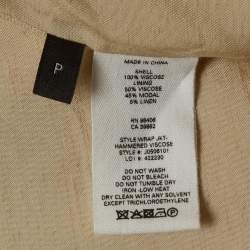 P
MADE IN CHINA
SHELL
100% VISCOSE
LINING
50% VISCOSE
45% MODAL
5% LINEN
RN 98406
CA 39662
STYLE:WRAP JKT-
HAMMERED VISCOSE
STYLE : J0506101
LOT : 422230
DO NOT WASH
DO NOT BLEACH
DO NOT TUMBLE DRY
IRON -LOW HEAT
DRY CLEAN WITH ANY SOLVENT
EXCEPT TRICHLOROETHYLENE